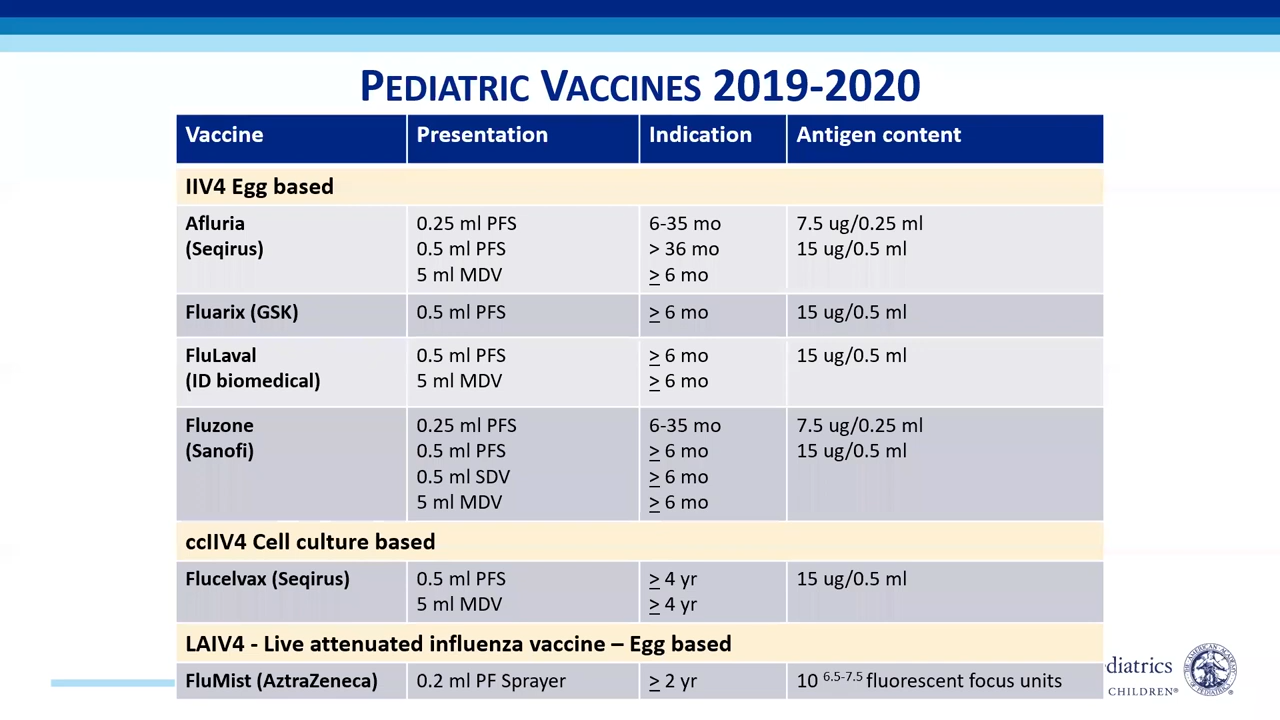 PEDIATRIC VACCINES 2019-2020
Vaccine Presentation Indication Antigen content
IIV4 Egg based
Afluria 0.25 ml PFS 6-35 mo 7.5 ug/0.25 ml
(Seqirus) 0.5 ml PFS > 36 mo 15 ug/0.5 ml
5 ml MDV ≥ 6 mo
Fluarix (GSK) 0.5 ml PFS ≥ 6 mo 15 ug/0.5 ml
FluLaval 0.5 ml PFS ≥ 6 mo 15 ug/0.5 ml
(ID biomedical) 5 ml MDV ≥ 6 mo
Fluzone 0.25 ml PFS 6-35 mo 7.5 ug/0.25 ml
(Sanofi) 0.5 ml PFS ≥ 6 mo 15 ug/0.5 ml
0.5 ml SDV ≥ 6 mo
5 ml MDV ≥ 6 mo
ccIIV4 Cell culture based
Flucelvax (Seqirus) 0.5 ml PFS ≥ 4 yr 15 ug/0.5 ml
5 ml MDV ≥ 4 yr
LAIV4 - Live attenuated influenza vaccine – Egg based
FluMist (AztraZeneca) 0.2 ml PF Sprayer ≥ 2 yr 10 6.5-7.5 fluorescent focus units
diatrics
CHILDREN®